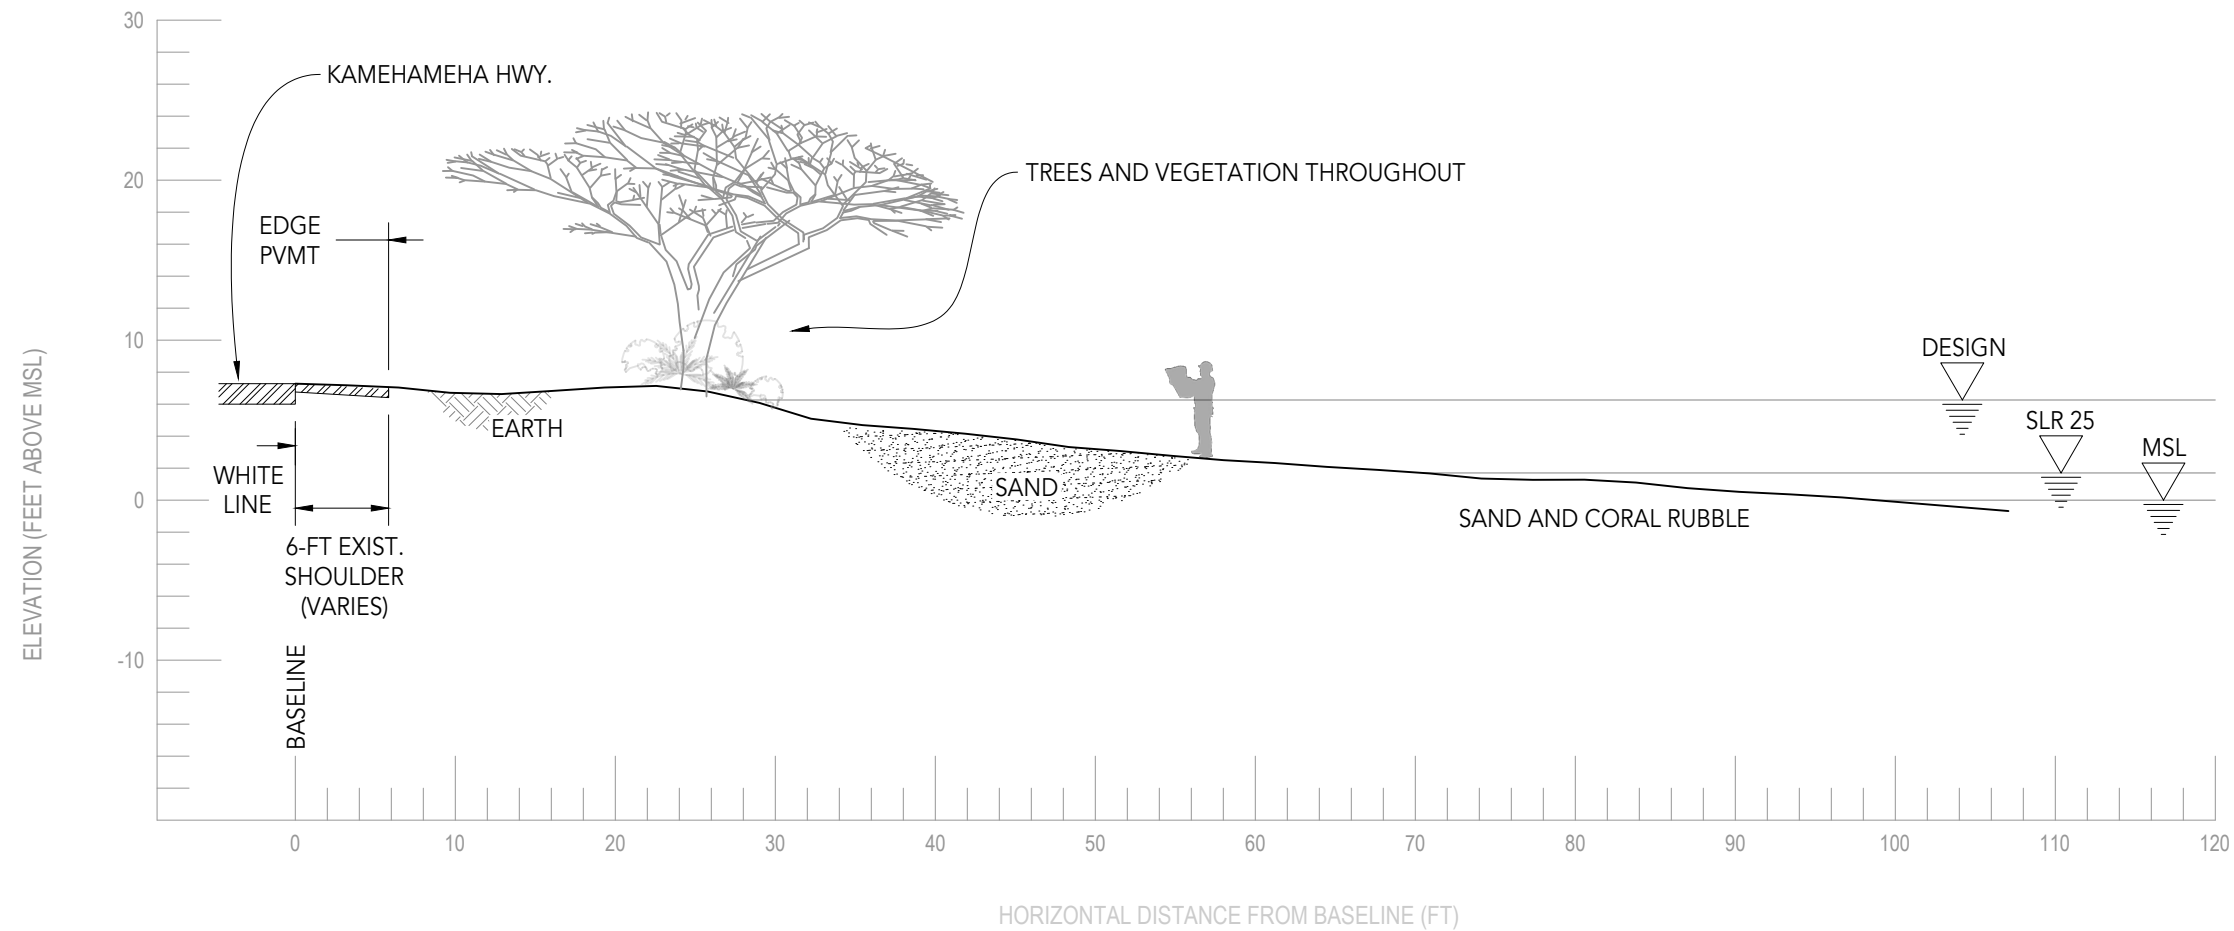 30
KAMEHAMEHA HWY.
20
TREES AND VEGETATION THROUGHOUT
EDGE
PVMT
10
DESIGN
SLR 25
MSL
EARTH
WHITE
LINE
SAND
0
SAND AND CORAL RUBBLE
6-FT EXIST.
SHOULDER
(VARIES)
-10
BASELINE
ELEVATION (FEET ABOVE MSL)
0 10 20 30 40 50 60 70 80 90 100 110 120
HORIZONTAL DISTANCE FROM BASELINE (FT)